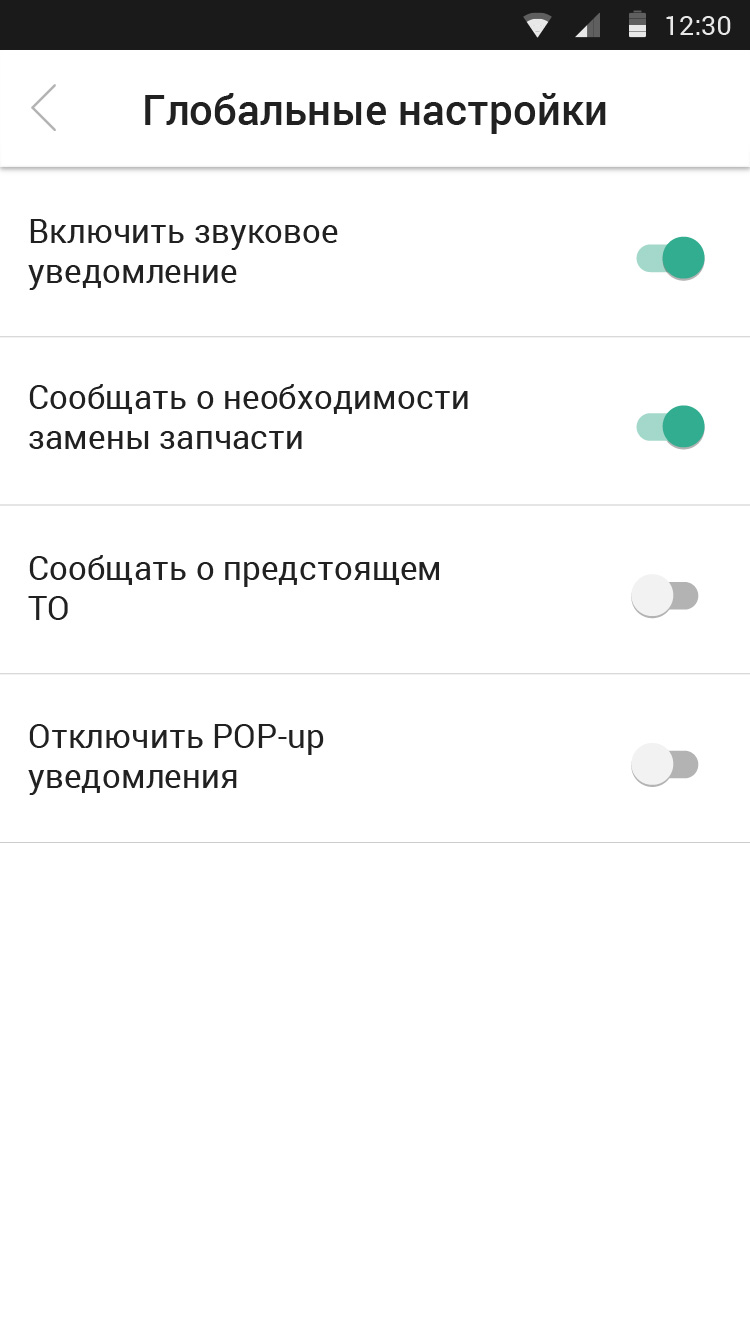 12:30
Глобальные настройки
Включить звуковое
уведомление
Сообщать о необходимости
замены запчасти
Сообщать о предстоящем
ТО
Отключить POP-up
уведомления